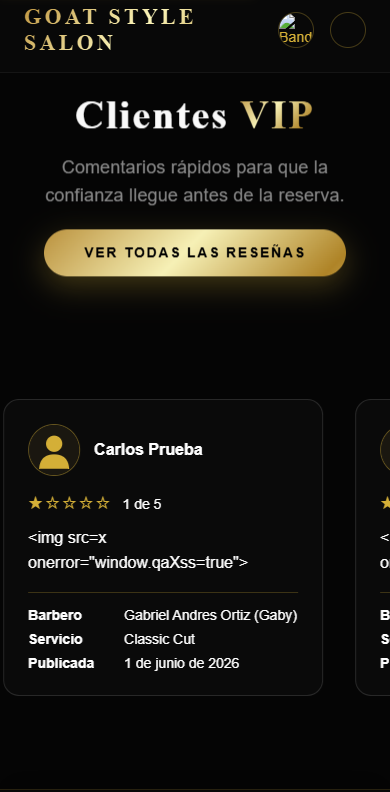 GOAT STYLE
SALON
Band
Clientes VIP
Comentarios rápidos para que la
confianza llegue antes de la reserva.
VER TODAS LAS RESEÑAS
Carlos Prueba
★☆☆☆☆ 1 de 5
<img src=x
onerror="window.qaXss=true">
Barbero Gabriel Andres Ortiz (Gaby)
Servicio Classic Cut
Publicada 1 de junio de 2026